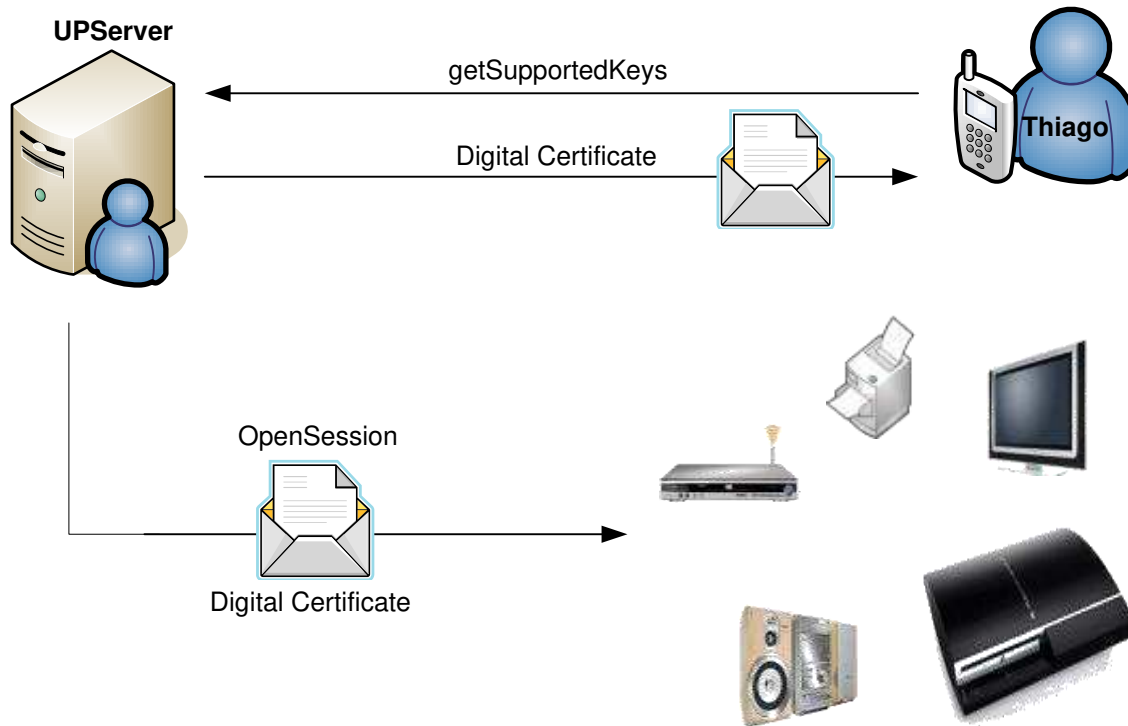 UPServer
getSupportedKeys
Thiago
Digital Certificate
OpenSession
Digital Certificate